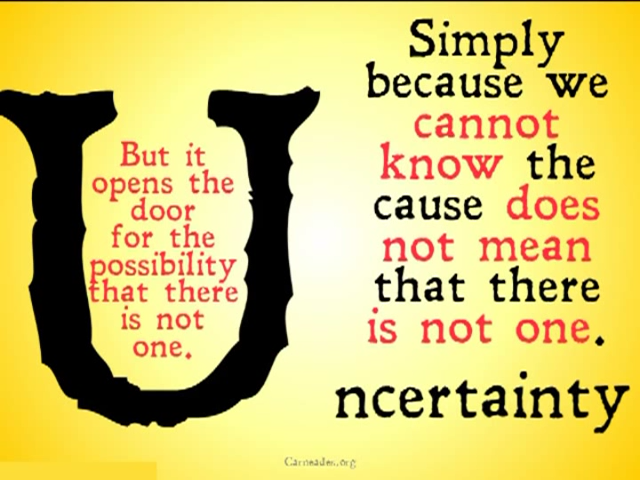 Simply
because we
cannot
know the
cause does
not mean
that there
is not one.
But it
opens the
door
for the
possibility
that there
is not
one.
U
ncertainty
Carneades.org